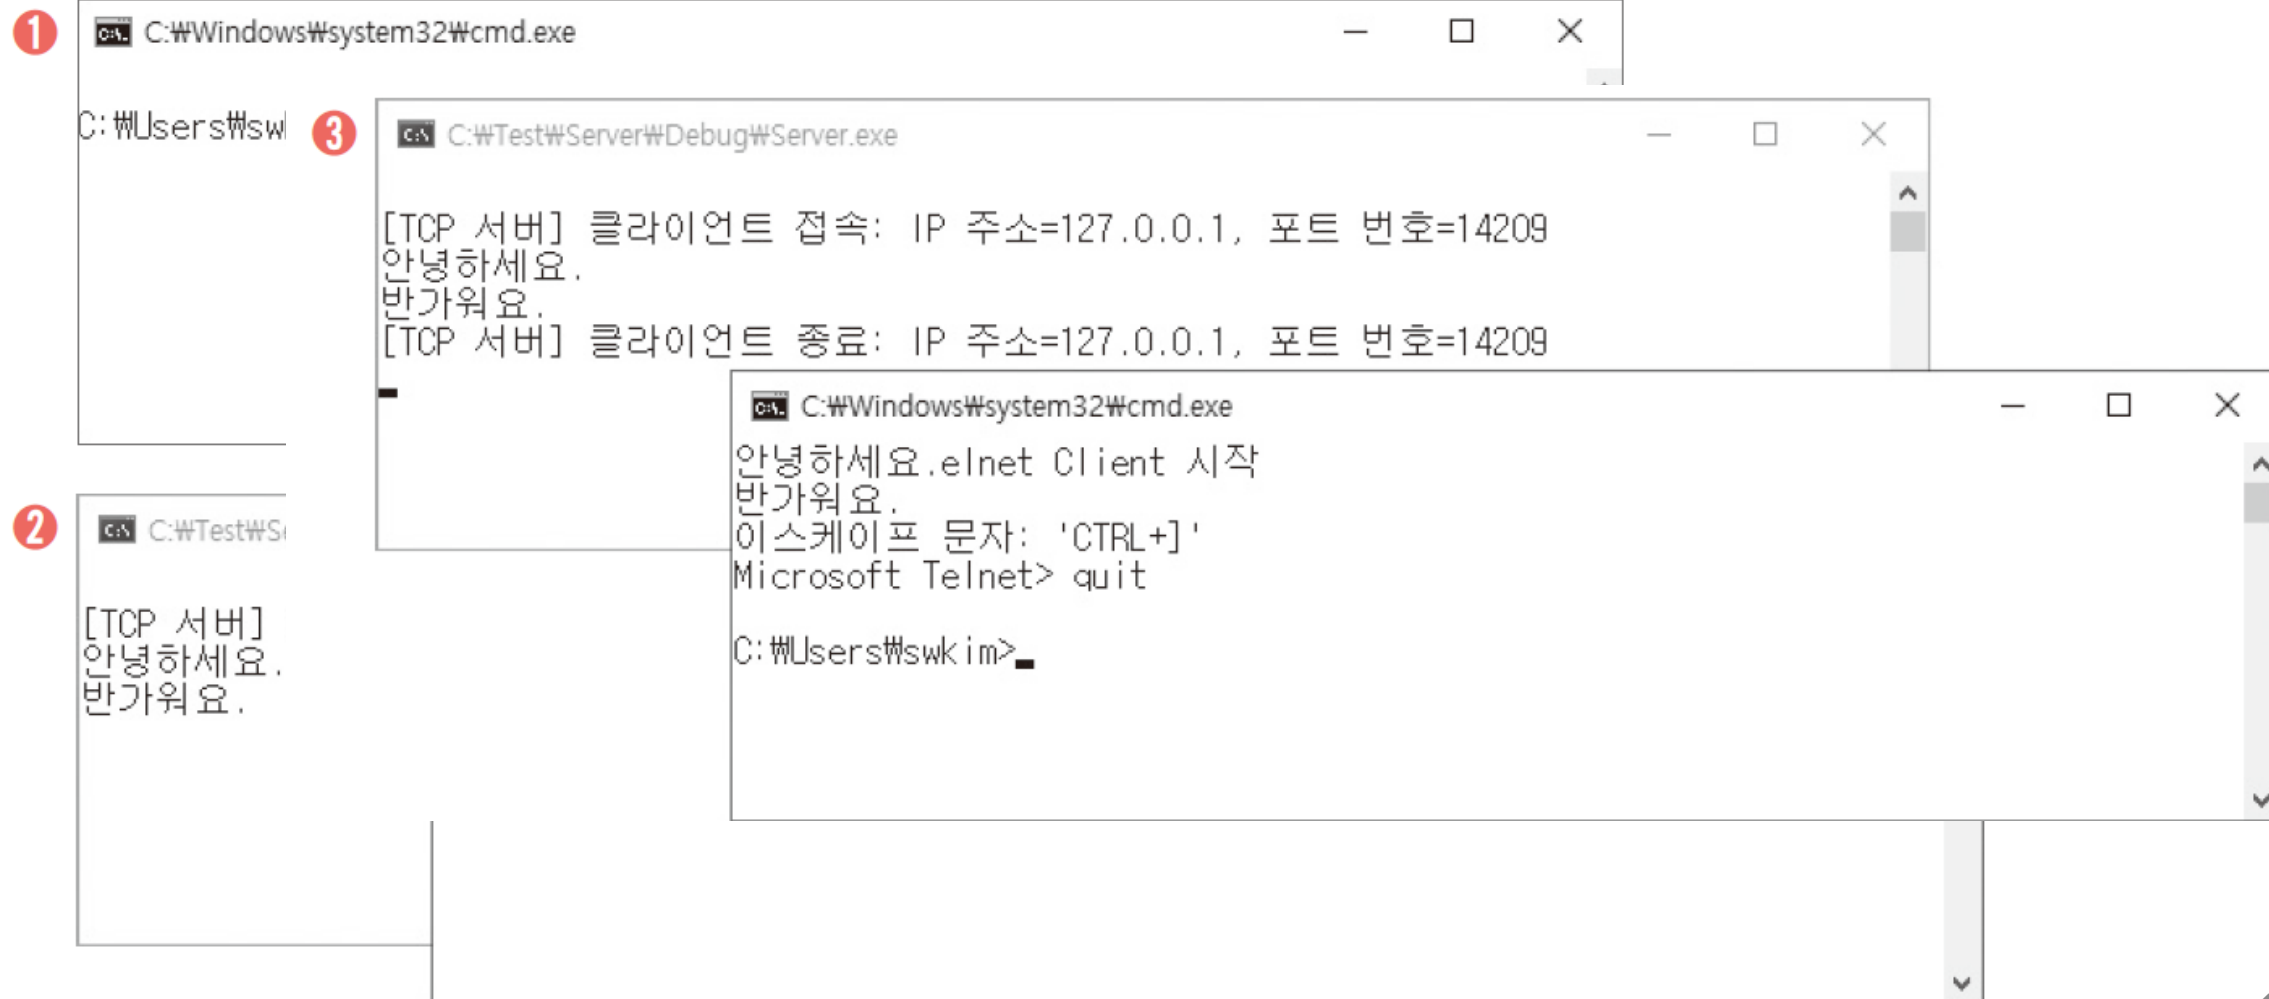 1
C:₩Windows₩system32₩cmd.exe
C:₩Users₩sw
3
C:₩Test₩Server₩Debug₩Server.exe
[TCP 서버] 클라이언트 접속: IP 주소=127.0.0.1, 포트 번호=14209
안녕하세요.
반가워요.
[TCP 서버] 클라이언트 종료: IP 주소=127.0.0.1, 포트 번호=14209
C:₩Windows₩system32₩cmd.exe
안녕하세요.elnet Client 시작
반가워요.
이스케이프 문자: 'CTRL+]'
Microsoft Telnet> quit
C:₩Users₩swkim>
2
C:₩Test₩Se
[TCP 서버]
안녕하세요.
반가워요.